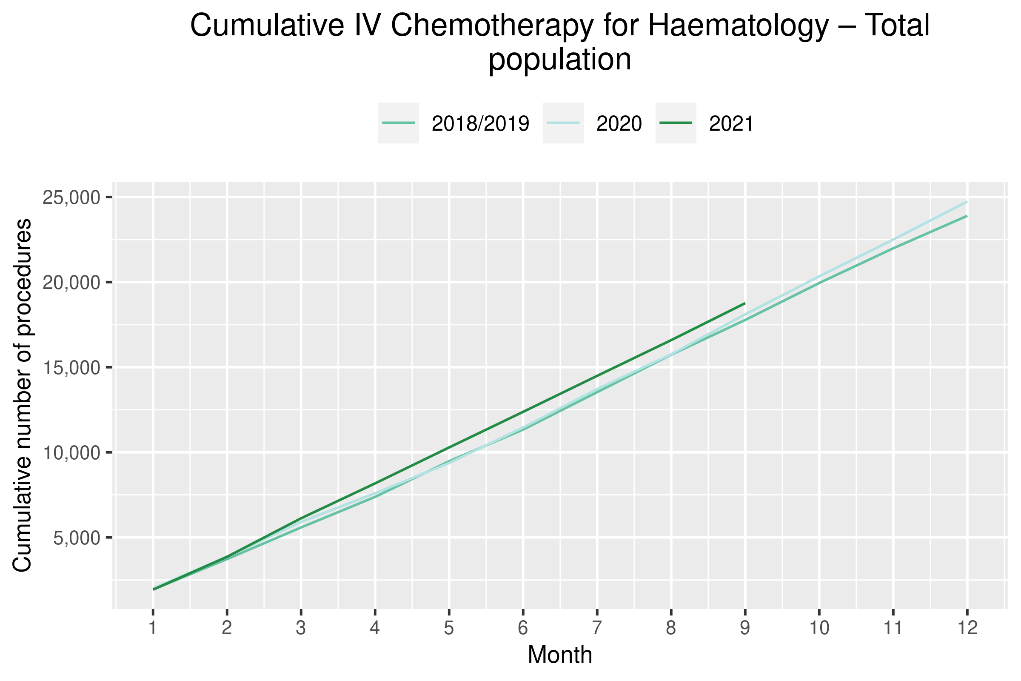 Cumulative IV Chemotherapy for Haematology – Total
population
2018/2019 2020 2021
Cumulative number of procedures
25,000
20,000
15,000
10,000
5,000
1 2 3 4 5 6 7 8 9 10 11 12
Month